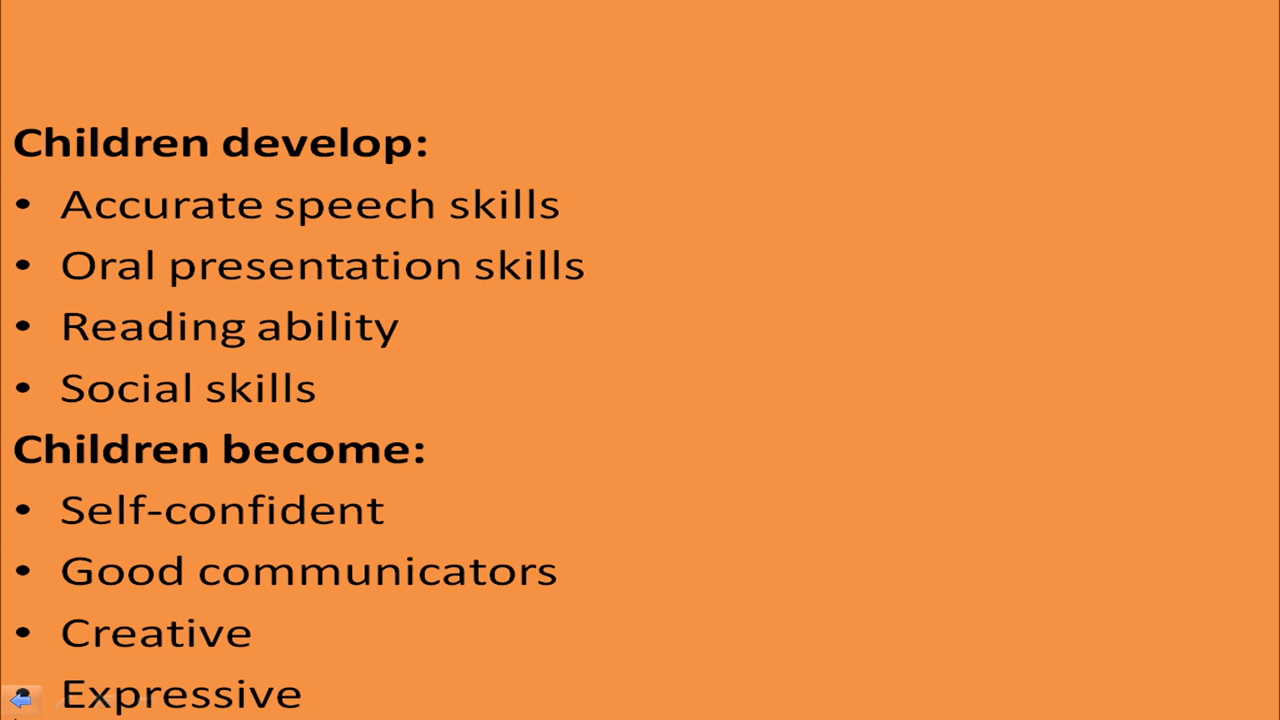 Children develop:
• Accurate speech skills
• Oral presentation skills
• Reading ability
• Social skills
Children become:
• Self-confident
• Good communicators
• Creative
• Expressive